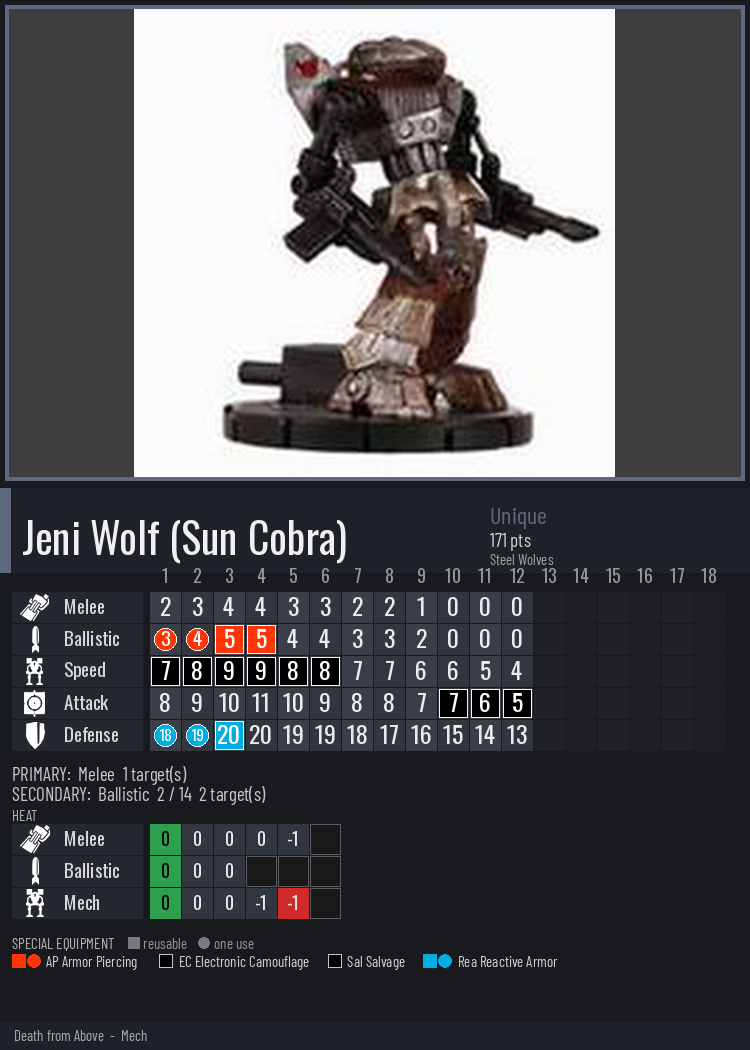 Jeni Wolf (Sun Cobra)
Unique
171 pts
Steel Wolves
1 2 3 4 5 6 7 8 9 10 11 12 13 14 15 16 17 18
Melee 2 3 4 4 3 3 2 2 1 0 0 0
Ballistic 3 4 5 5 4 4 3 3 2 0 0 0
Speed 7 8 9 9 8 8 7 7 6 6 5 4
Attack 8 9 10 11 10 9 8 8 7 7 6 5
Defense 18 19 20 20 19 19 18 17 16 15 14 13
PRIMARY: Melee 1 target(s)
SECONDARY: Ballistic 2 / 14 2 target(s)
HEAT
Melee 0 0 0 0 -1
Ballistic 0 0 0
Mech 0 0 0 -1 -1
SPECIAL EQUIPMENT reusable one use
AP Armor Piercing EC Electronic Camouflage Sal Salvage Rea Reactive Armor
Death from Above - Mech